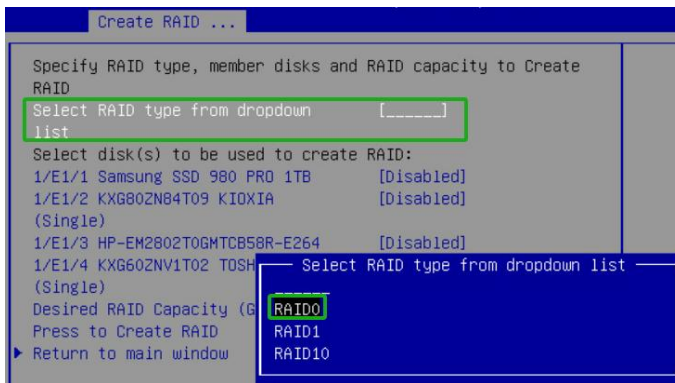 Create RAID ...
Specify RAID type, member disks and RAID capacity to Create
RAID
Select RAID type from dropdown [______]
list
Select disk(s) to be used to create RAID:
1/E1/1 Samsung SSD 980 PRO 1TB [Disabled]
1/E1/2 KXG80ZN84T09 KIOXIA [Disabled]
(Single)
1/E1/3 HP-EM2802T0GMTCB58R-E264 [Disabled]
1/E1/4 KXG60ZNV1T02 TOSH
(Single)
Desired RAID Capacity (G
Press to Create RAID
Return to main window
Select RAID type from dropdown list
______
RAID0
RAID1
RAID10